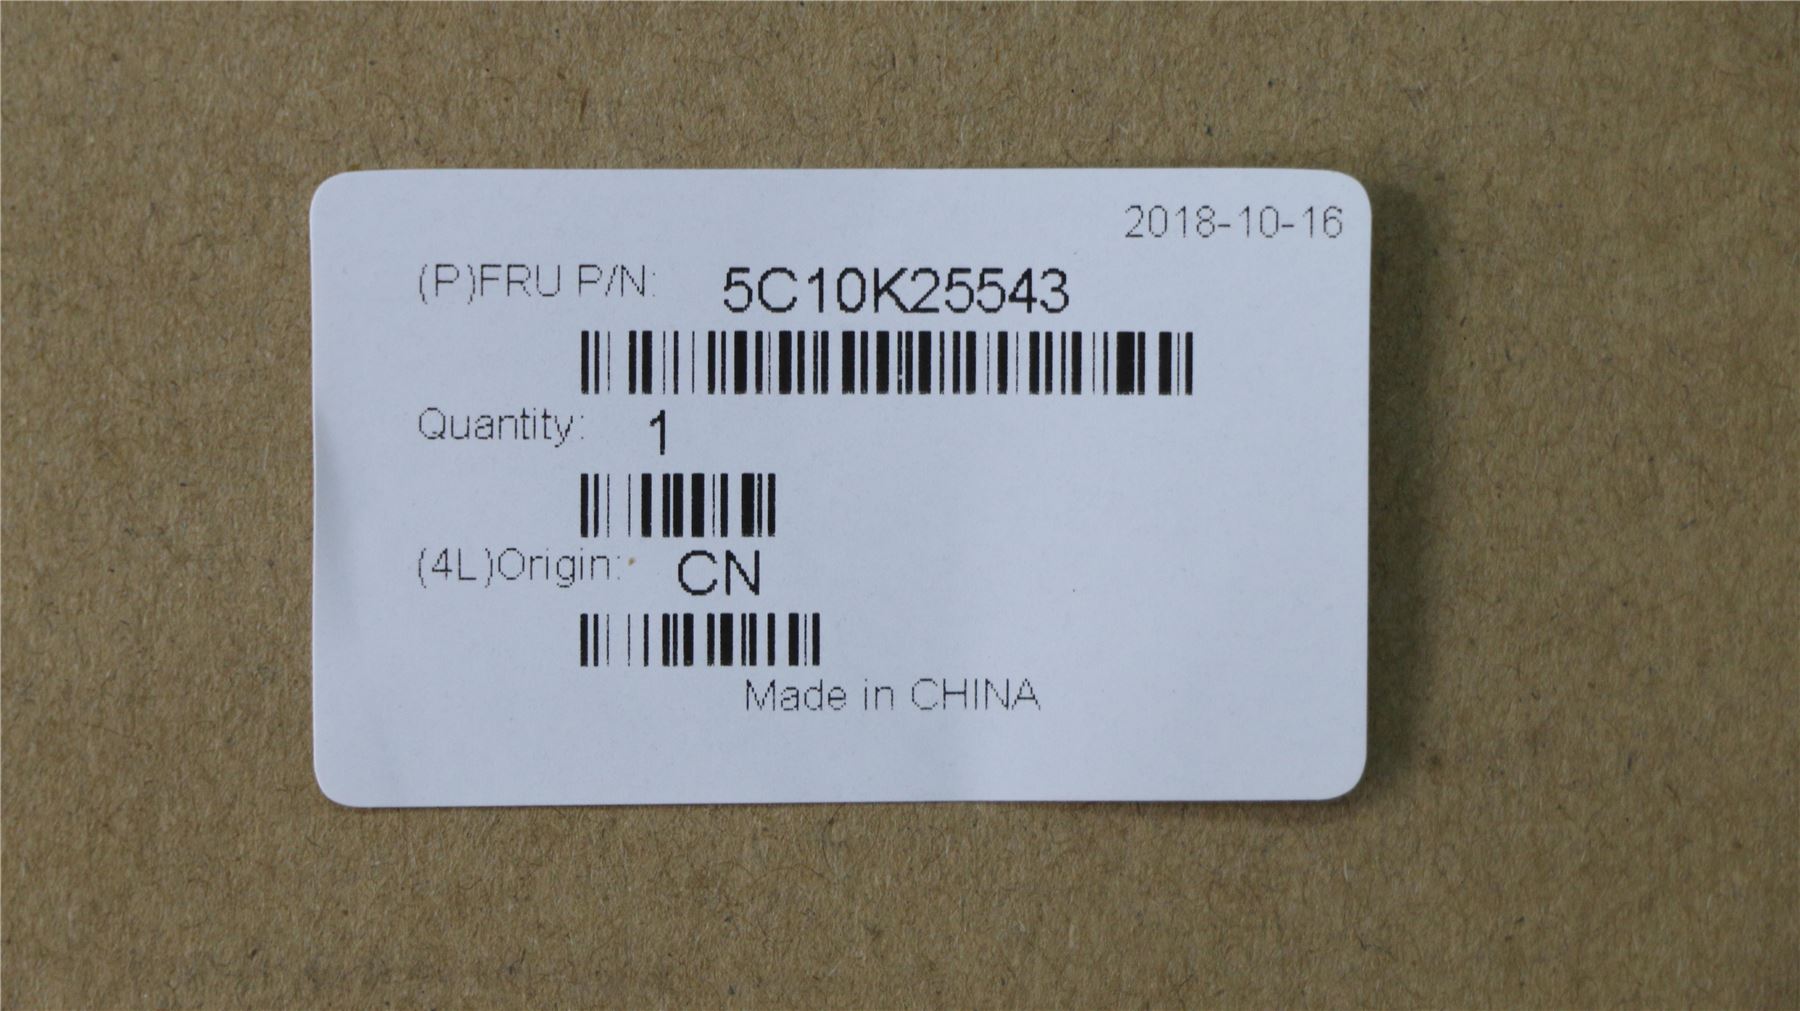 2018-10-16
(P)FRU P/N: 5C10K25543
Quantity: 1
(4L)Origin: CN
Made in CHINA